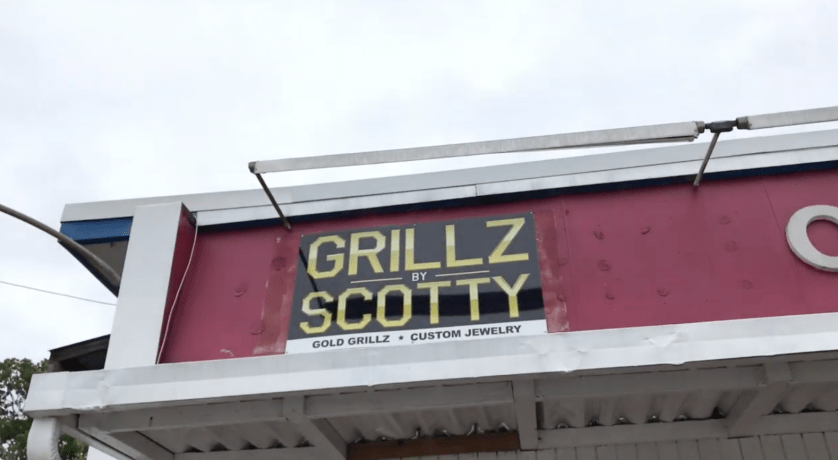 GRILLZ
BY
SCOTTY
GOLD GRILLZ ★ CUSTOM JEWELRY